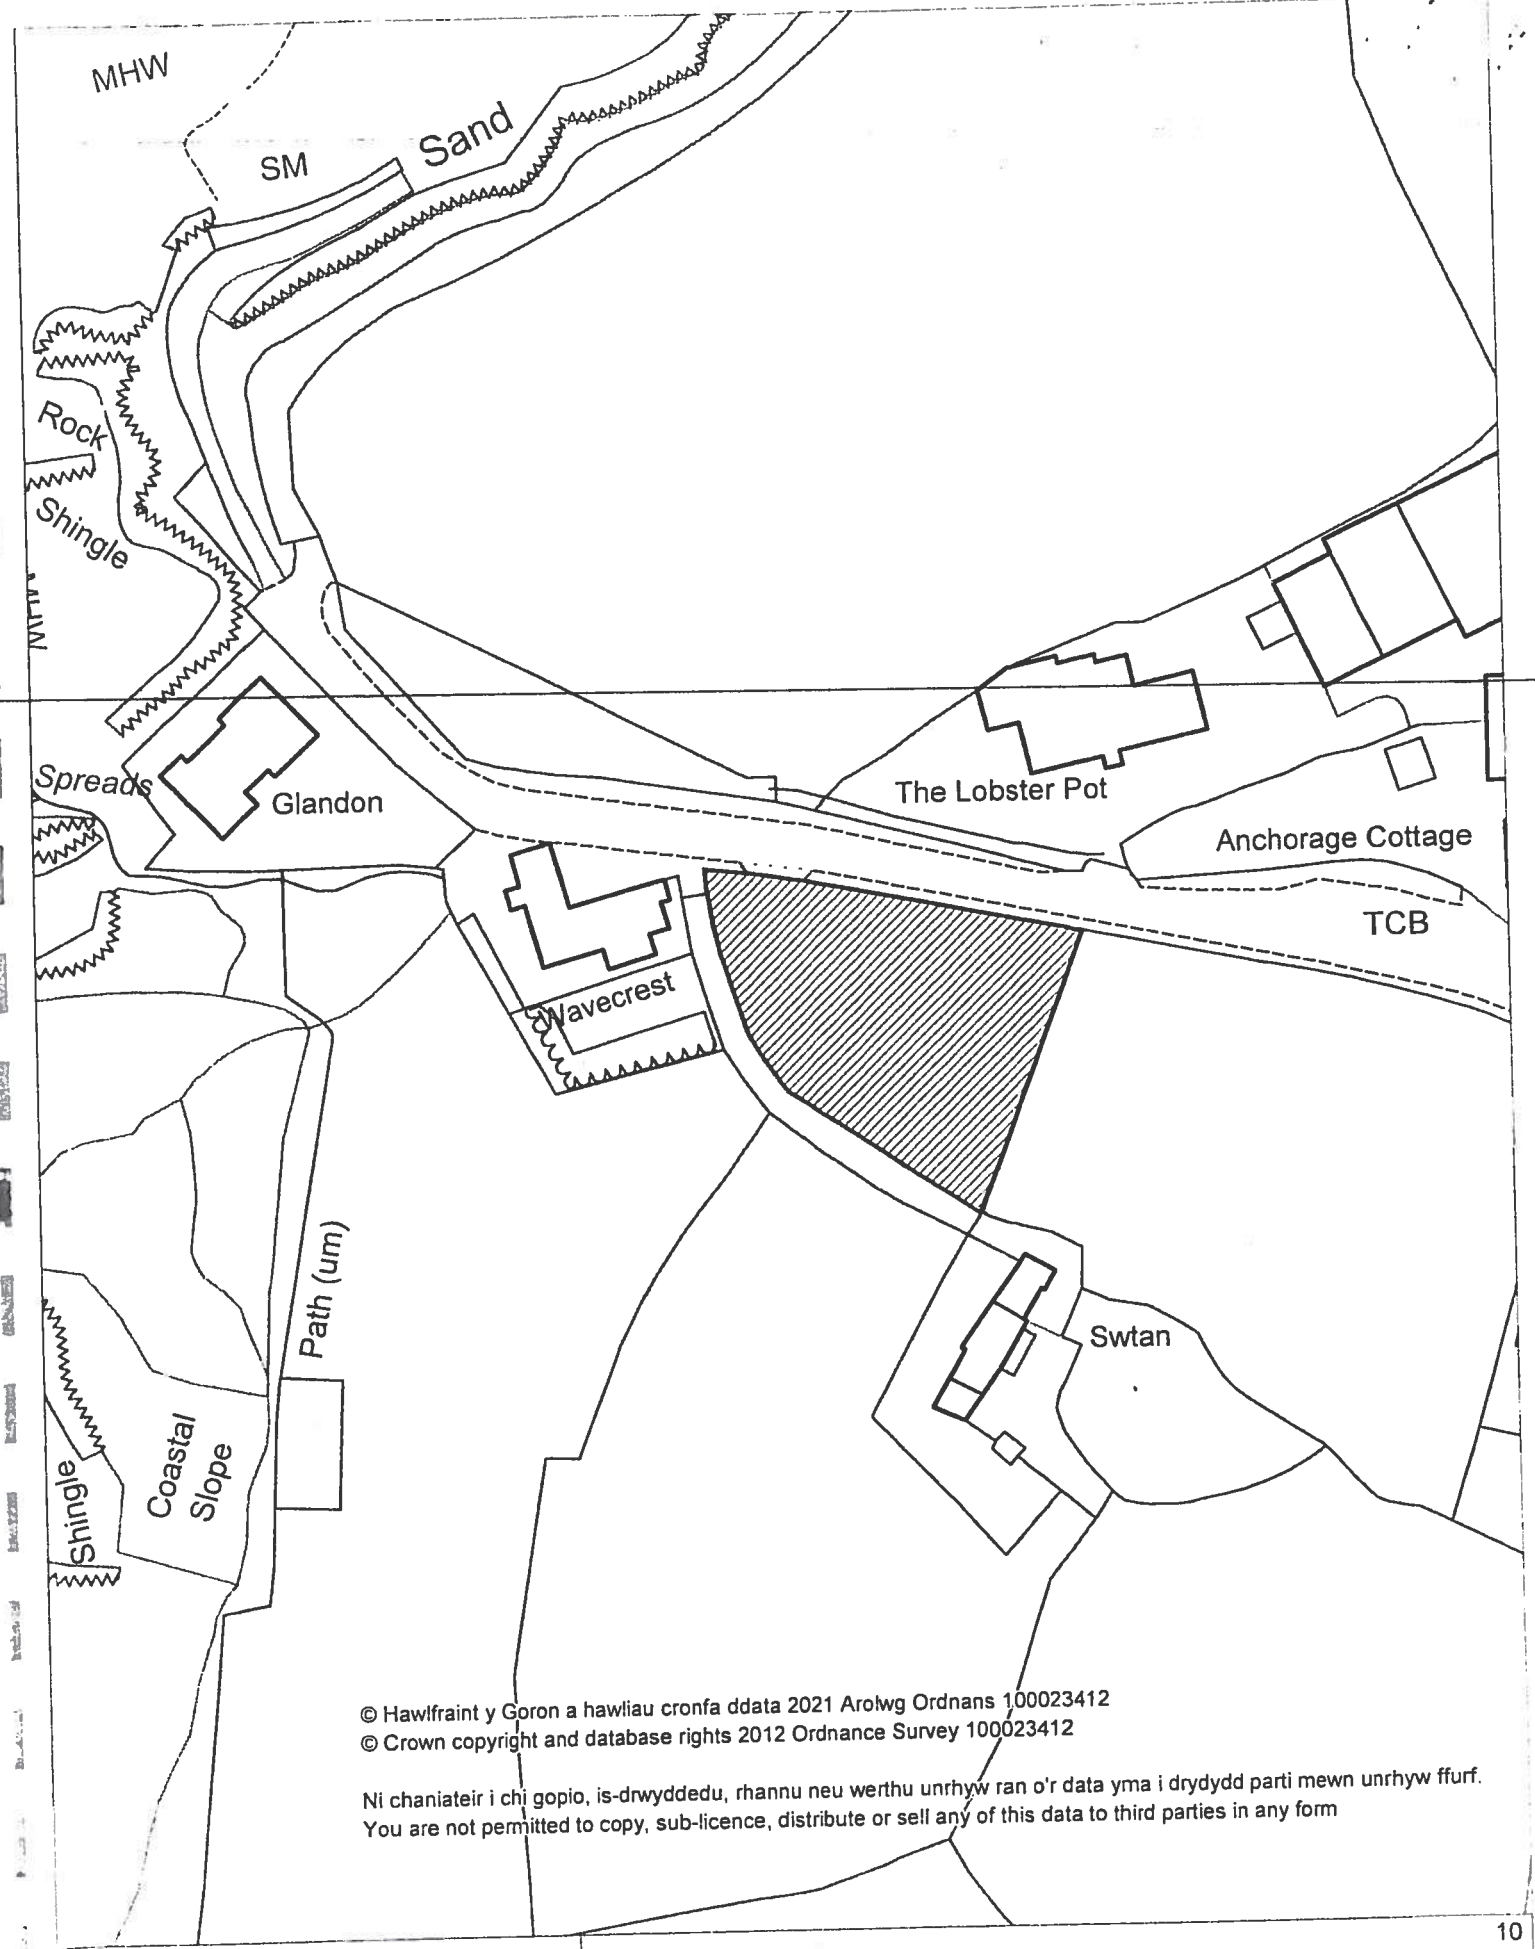 MHW
SM
Sand
Rock
Shingle
MHW
Spreads
Glandon
The Lobster Pot
Anchorage Cottage
TCB
Wavecrest
Path (um)
Swtan
Coastal
Slope
Shingle
© Hawlfraint y Goron a hawliau cronfa ddata 2021 Arolwg Ordnans 100023412
© Crown copyright and database rights 2012 Ordnance Survey 100023412
Ni chaniateir i chi gopio, is-drwyddedu, rhannu neu werthu unrhyw ran o'r data yma i drydydd parti mewn unrhyw ffurf.
You are not permitted to copy, sub-licence, distribute or sell any of this data to third parties in any form
10